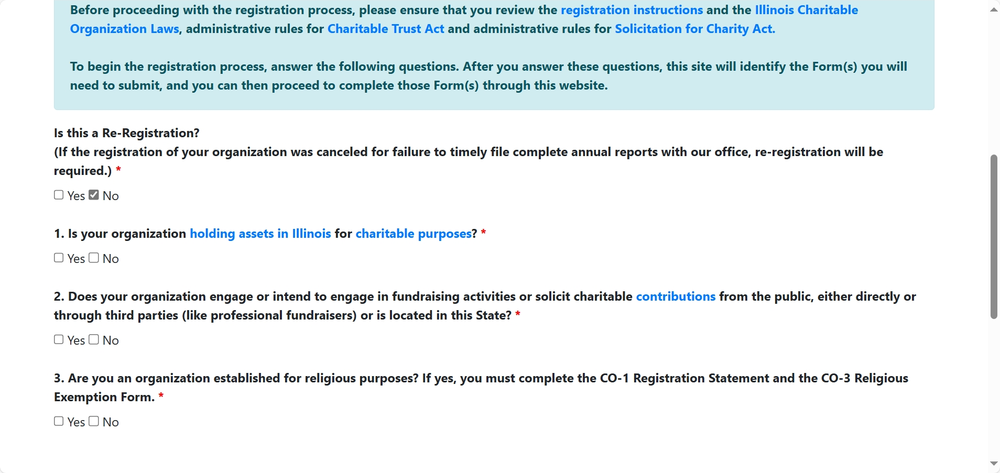 Before proceeding with the registration process, please ensure that you review the registration instructions and the Illinois Charitable
Organization Laws, administrative rules for Charitable Trust Act and administrative rules for Solicitation for Charity Act.
To begin the registration process, answer the following questions. After you answer these questions, this site will identify the Form(s) you will
need to submit, and you can then proceed to complete those Form(s) through this website.
Is this a Re-Registration?
(If the registration of your organization was canceled for failure to timely file complete annual reports with our office, re-registration will be
required.) *
Yes No
1. Is your organization holding assets in Illinois for charitable purposes? *
Yes No
2. Does your organization engage or intend to engage in fundraising activities or solicit charitable contributions from the public, either directly or
through third parties (like professional fundraisers) or is located in this State? *
Yes No
3. Are you an organization established for religious purposes? If yes, you must complete the CO-1 Registration Statement and the CO-3 Religious
Exemption Form. *
Yes No